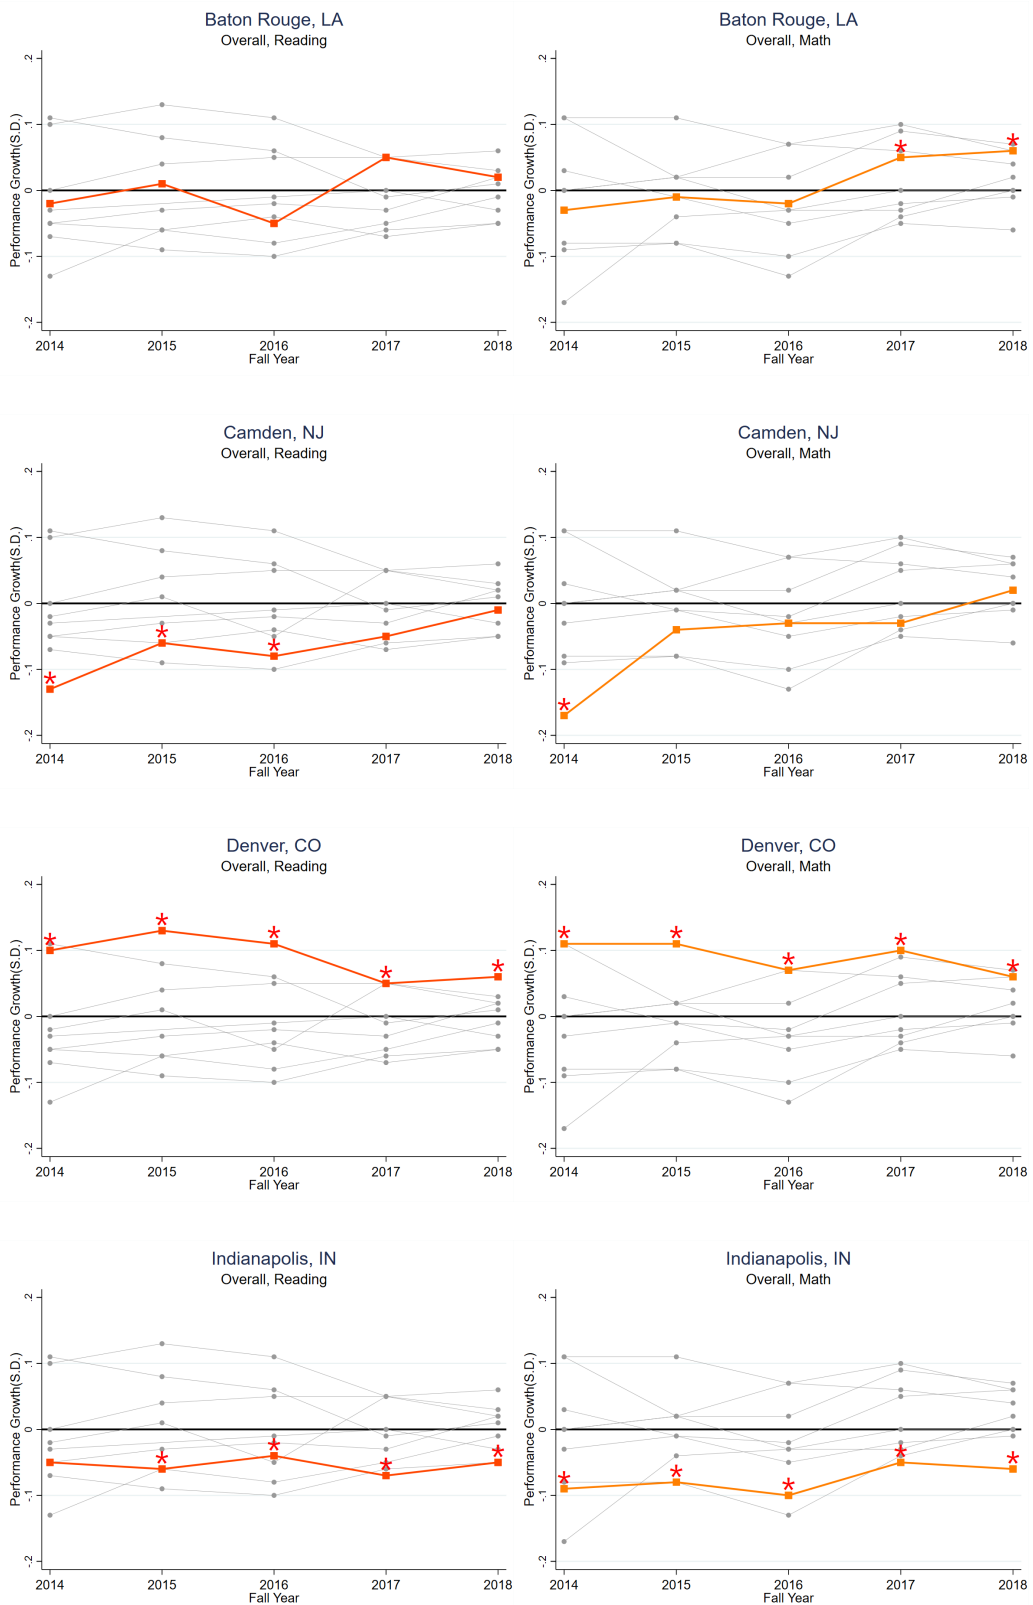 Baton Rouge, LA
Overall, Reading
Performance Growth(S.D.)
.2
.1
0
-.1
-.2
2014 2015 2016 2017 2018
Fall Year
Baton Rouge, LA
Overall, Math
Performance Growth(S.D.)
.2
.1
0
-.1
-.2
2014 2015 2016 2017 2018
Fall Year
Camden, NJ
Overall, Reading
Performance Growth(S.D.)
.2
.1
0
-.1
-.2
2014 2015 2016 2017 2018
Fall Year
Camden, NJ
Overall, Math
Performance Growth(S.D.)
.2
.1
0
-.1
-.2
2014 2015 2016 2017 2018
Fall Year
Denver, CO
Overall, Reading
Performance Growth(S.D.)
.2
.1
0
-.1
-.2
2014 2015 2016 2017 2018
Fall Year
Denver, CO
Overall, Math
Performance Growth(S.D.)
.2
.1
0
-.1
-.2
2014 2015 2016 2017 2018
Fall Year
Indianapolis, IN
Overall, Reading
Performance Growth(S.D.)
.2
.1
0
-.1
-.2
2014 2015 2016 2017 2018
Fall Year
Indianapolis, IN
Overall, Math
Performance Growth(S.D.)
.2
.1
0
-.1
-.2
2014 2015 2016 2017 2018
Fall Year